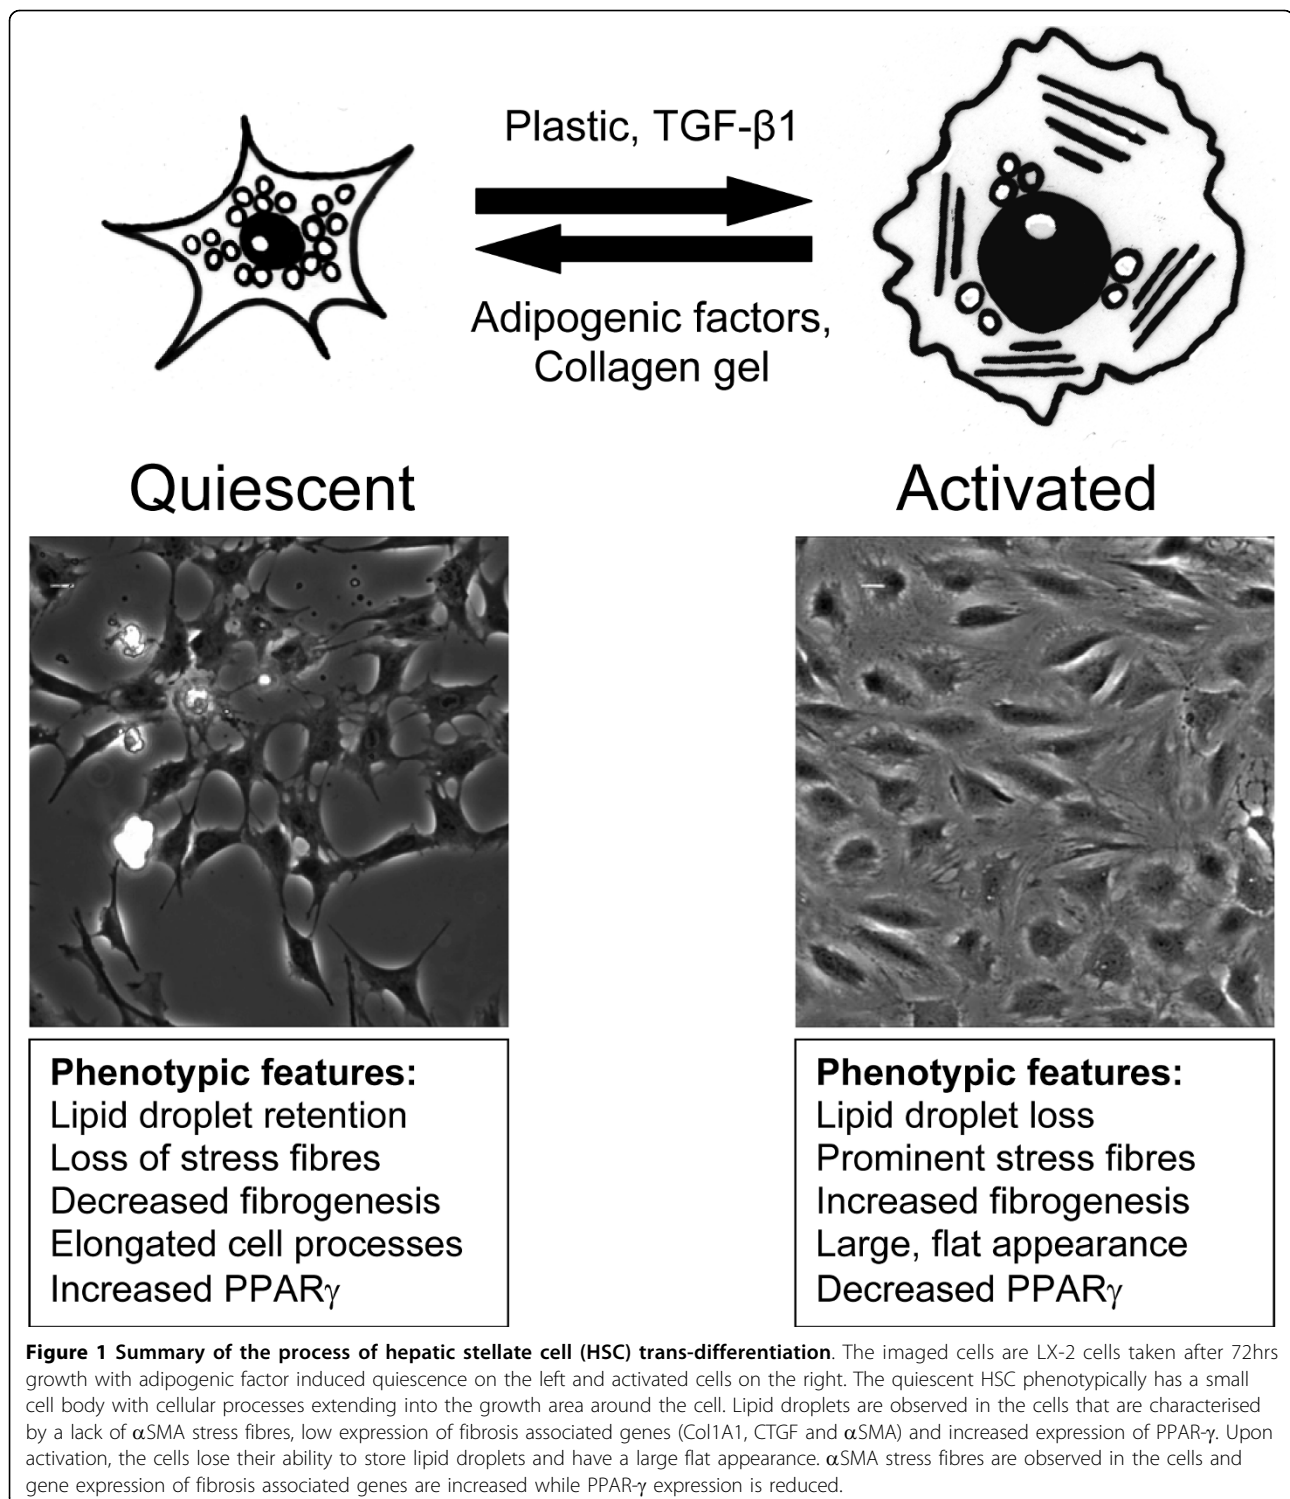 Plastic, TGF-β1
Adipogenic factors,
Collagen gel
Quiescent
Activated
Phenotypic features:
Lipid droplet retention
Loss of stress fibres
Decreased fibrogenesis
Elongated cell processes
Increased PPARγ
Phenotypic features:
Lipid droplet loss
Prominent stress fibres
Increased fibrogenesis
Large, flat appearance
Decreased PPARγ
Figure 1 Summary of the process of hepatic stellate cell (HSC) trans-differentiation. The imaged cells are LX-2 cells taken after 72hrs
growth with adipogenic factor induced quiescence on the left and activated cells on the right. The quiescent HSC phenotypically has a small
cell body with cellular processes extending into the growth area around the cell. Lipid droplets are observed in the cells that are characterised
by a lack of αSMA stress fibres, low expression of fibrosis associated genes (Col1A1, CTGF and αSMA) and increased expression of PPAR-γ. Upon
activation, the cells lose their ability to store lipid droplets and have a large flat appearance. αSMA stress fibres are observed in the cells and
gene expression of fibrosis associated genes are increased while PPAR-γ expression is reduced.